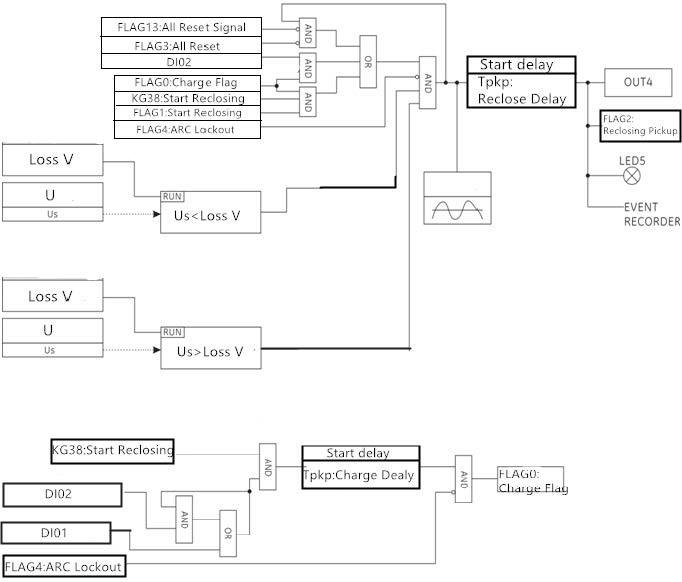 FLAG13:All Reset Signal
FLAG3:All Reset
DI02
FLAG0:Charge Flag
KG38:Start Reclosing
FLAG1:Start Reclosing
FLAG4:ARC Lockout
AND
AND
AND
OR
AND
Start delay
Tpkp:
Reclose Delay
OUT4
FLAG2:
Reclosing Pickup
LED5
EVENT
RECORDER
Loss V
U
Us
RUN
Us<Loss V
Loss V
U
Us
RUN
Us>Loss V
KG38:Start Reclosing
DI02
DI01
FLAG4:ARC Lockout
AND
OR
AND
Start delay
Tpkp:Charge Dealy
AND
FLAG0:
Charge Flag